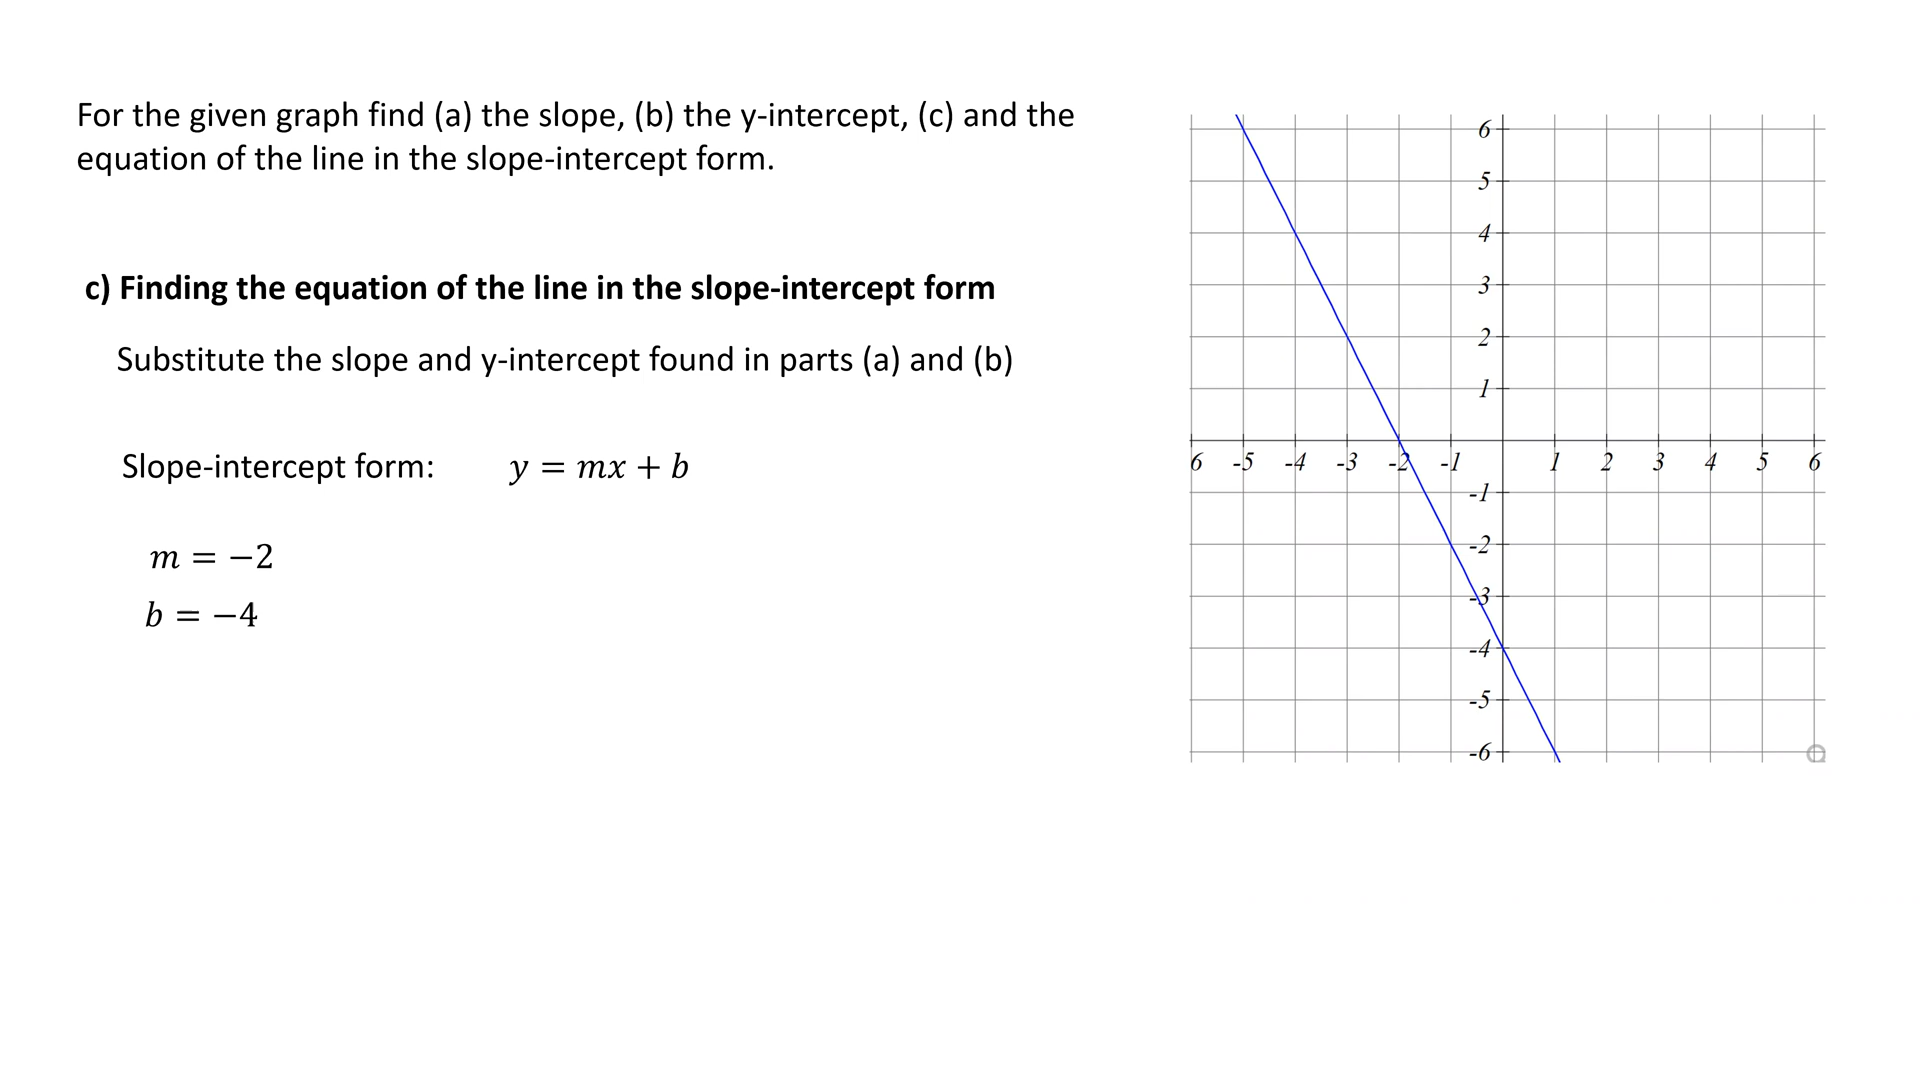 For the given graph find (a) the slope, (b) the y-intercept, (c) and the
equation of the line in the slope-intercept form.
c) Finding the equation of the line in the slope-intercept form
Substitute the slope and y-intercept found in parts (a) and (b)
Slope-intercept form: y = mx + b
m = −2
b = −4
6
5
4
3
2
1
6 -5 -4 -3 -2 -1 1 2 3 4 5 6
-1
-2
-3
-4
-5
-6